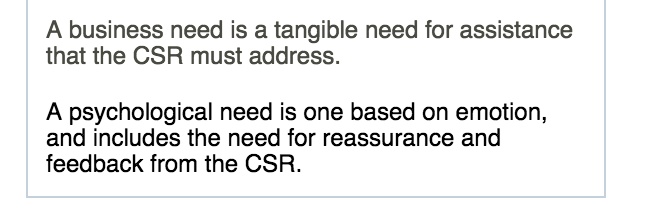 A business need is a tangible need for assistance
that the CSR must address.
A psychological need is one based on emotion,
and includes the need for reassurance and
feedback from the CSR.